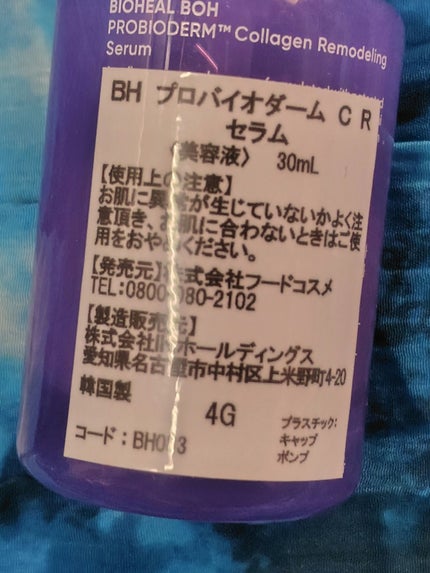 BIOHEAL BOH
PROBIODERM™ Collagen Remodeling
Serum
BH プロバイオダーム CR
セラム
〈美容液〉 30mL
【使用上の注意】
お肌に異常が生じていないかよく注
意頂き、お肌に合わないときはご使
用をおやめください。
【発売元】株式会社フードコスメ
TEL:0800-080-2102
【製造販売元】
株式会社 ホールディングス
愛知県名古屋市中村区上米野町4-20
韓国製
4G
プラスチック:
キャップ
ポンプ
コード:BH003